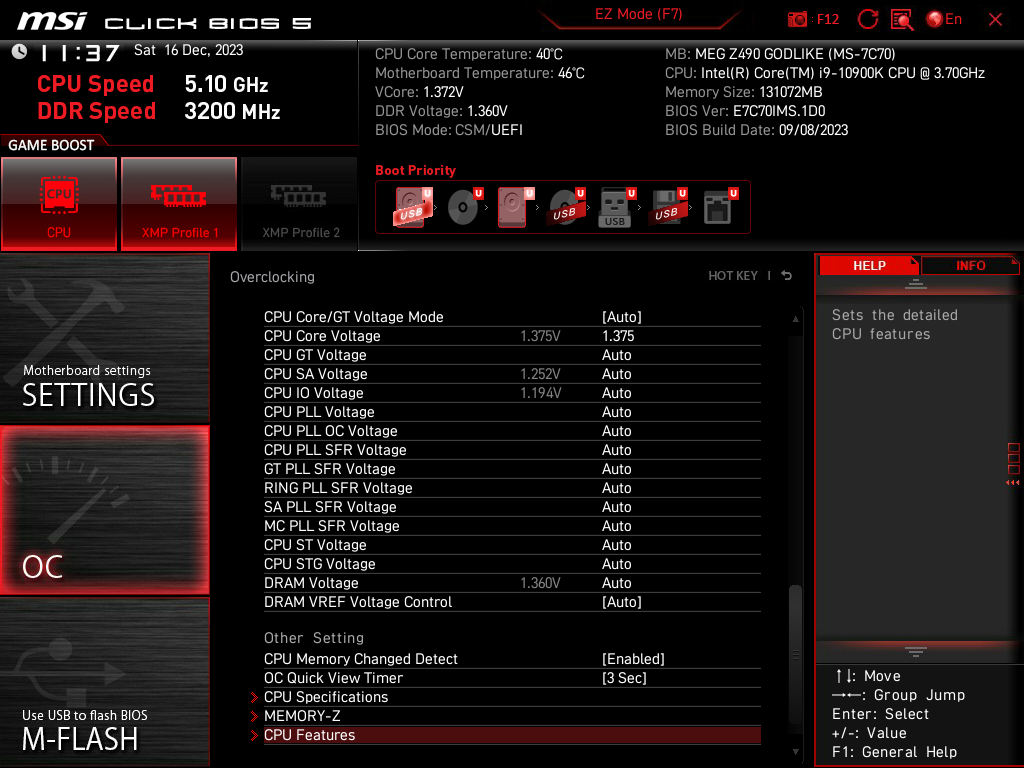 msi CLICK BIOS 5
EZ Mode (F7)
F12
En
11:37 Sat 16 Dec, 2023
CPU Speed 5.10 GHz
DDR Speed 3200 MHz
CPU Core Temperature: 40°C
Motherboard Temperature: 46°C
VCore: 1.372V
DDR Voltage: 1.360V
BIOS Mode: CSM/UEFI
MB: MEG Z490 GODLIKE (MS-7C70)
CPU: Intel(R) Core(TM) i9-10900K CPU @ 3.70GHz
Memory Size: 131072MB
BIOS Ver: E7C70IMS.1D0
BIOS Build Date: 09/08/2023
GAME BOOST
CPU
CPU
XMP Profile 1
XMP Profile 2
Boot Priority
U U U U U U U
USB USB USB USB
Motherboard settings
SETTINGS
OC
Use USB to flash BIOS
M-FLASH
Overclocking
HOT KEY |
CPU Core/GT Voltage Mode [Auto]
CPU Core Voltage 1.375V 1.375
CPU GT Voltage Auto
CPU SA Voltage 1.252V Auto
CPU IO Voltage 1.194V Auto
CPU PLL Voltage Auto
CPU PLL OC Voltage Auto
CPU PLL SFR Voltage Auto
GT PLL SFR Voltage Auto
RING PLL SFR Voltage Auto
SA PLL SFR Voltage Auto
MC PLL SFR Voltage Auto
CPU ST Voltage Auto
CPU STG Voltage Auto
DRAM Voltage 1.360V Auto
DRAM VREF Voltage Control [Auto]
Other Setting
CPU Memory Changed Detect [Enabled]
OC Quick View Timer [3 Sec]
CPU Specifications
MEMORY-Z
CPU Features
HELP
INFO
Sets the detailed
CPU features
↑↓: Move
→←: Group Jump
Enter: Select
+/-: Value
F1: General Help